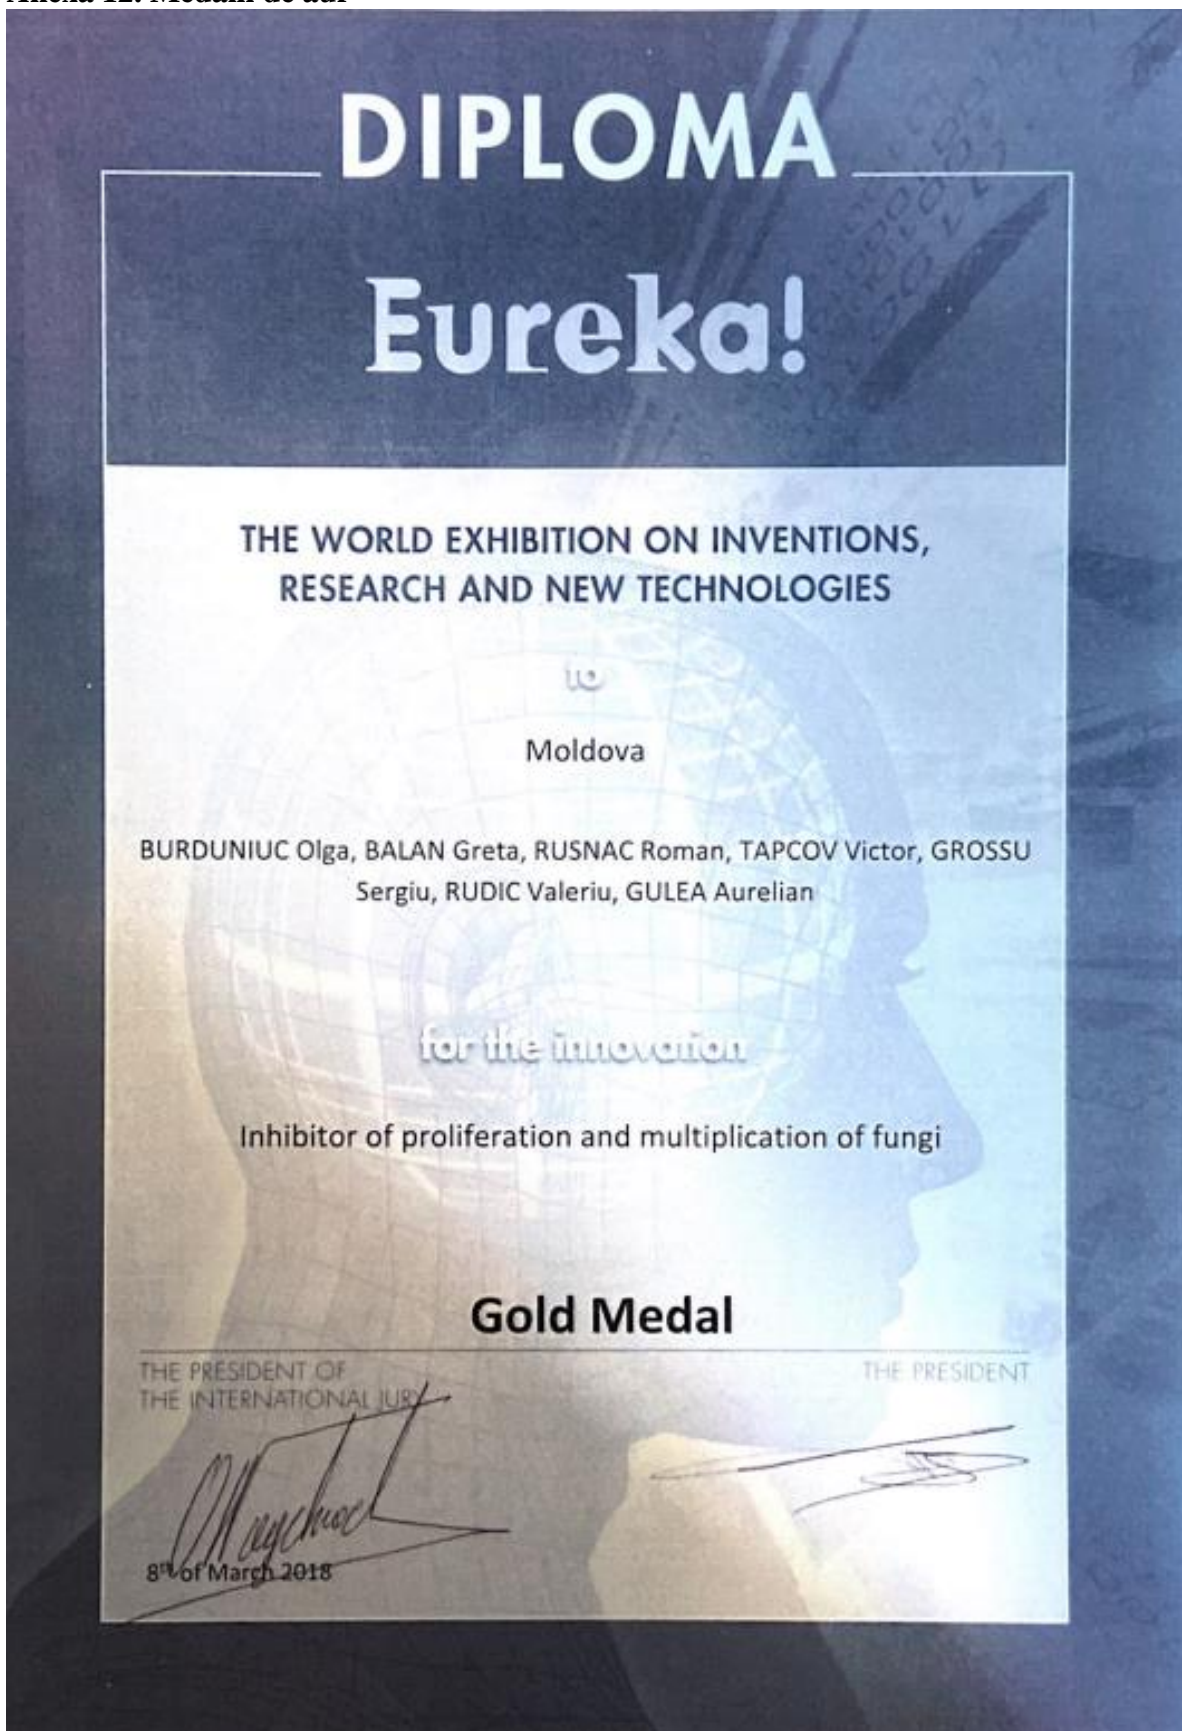 DIPLOMA
Eureka!
THE WORLD EXHIBITION ON INVENTIONS,
RESEARCH AND NEW TECHNOLOGIES
to
Moldova
BURDUNIUC Olga, BALAN Greta, RUSNAC Roman, TAPCOV Victor, GROSSU
Sergiu, RUDIC Valeriu, GULEA Aurelian
for the innovation
Inhibitor of proliferation and multiplication of fungi
Gold Medal
THE PRESIDENT OF
THE INTERNATIONAL JURY
THE PRESIDENT
8th of March 2018